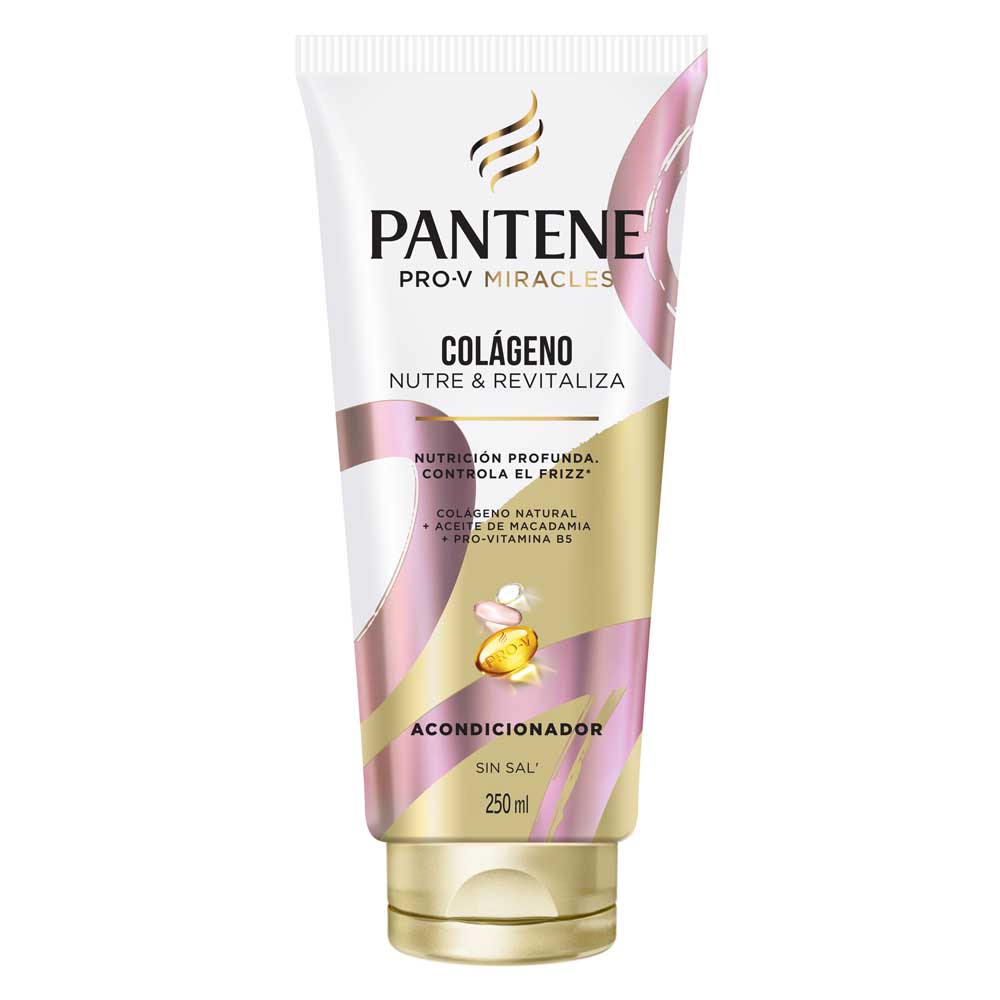 PANTENE
PRO-V MIRACLES
COLÁGENO
NUTRE & REVITALIZA
NUTRICIÓN PROFUNDA.
CONTROLA EL FRIZZ*
COLÁGENO NATURAL
+ ACEITE DE MACADAMIA
+ PRO-VITAMINA B5
PRO-V
ACONDICIONADOR
SIN SAL'
250 ml